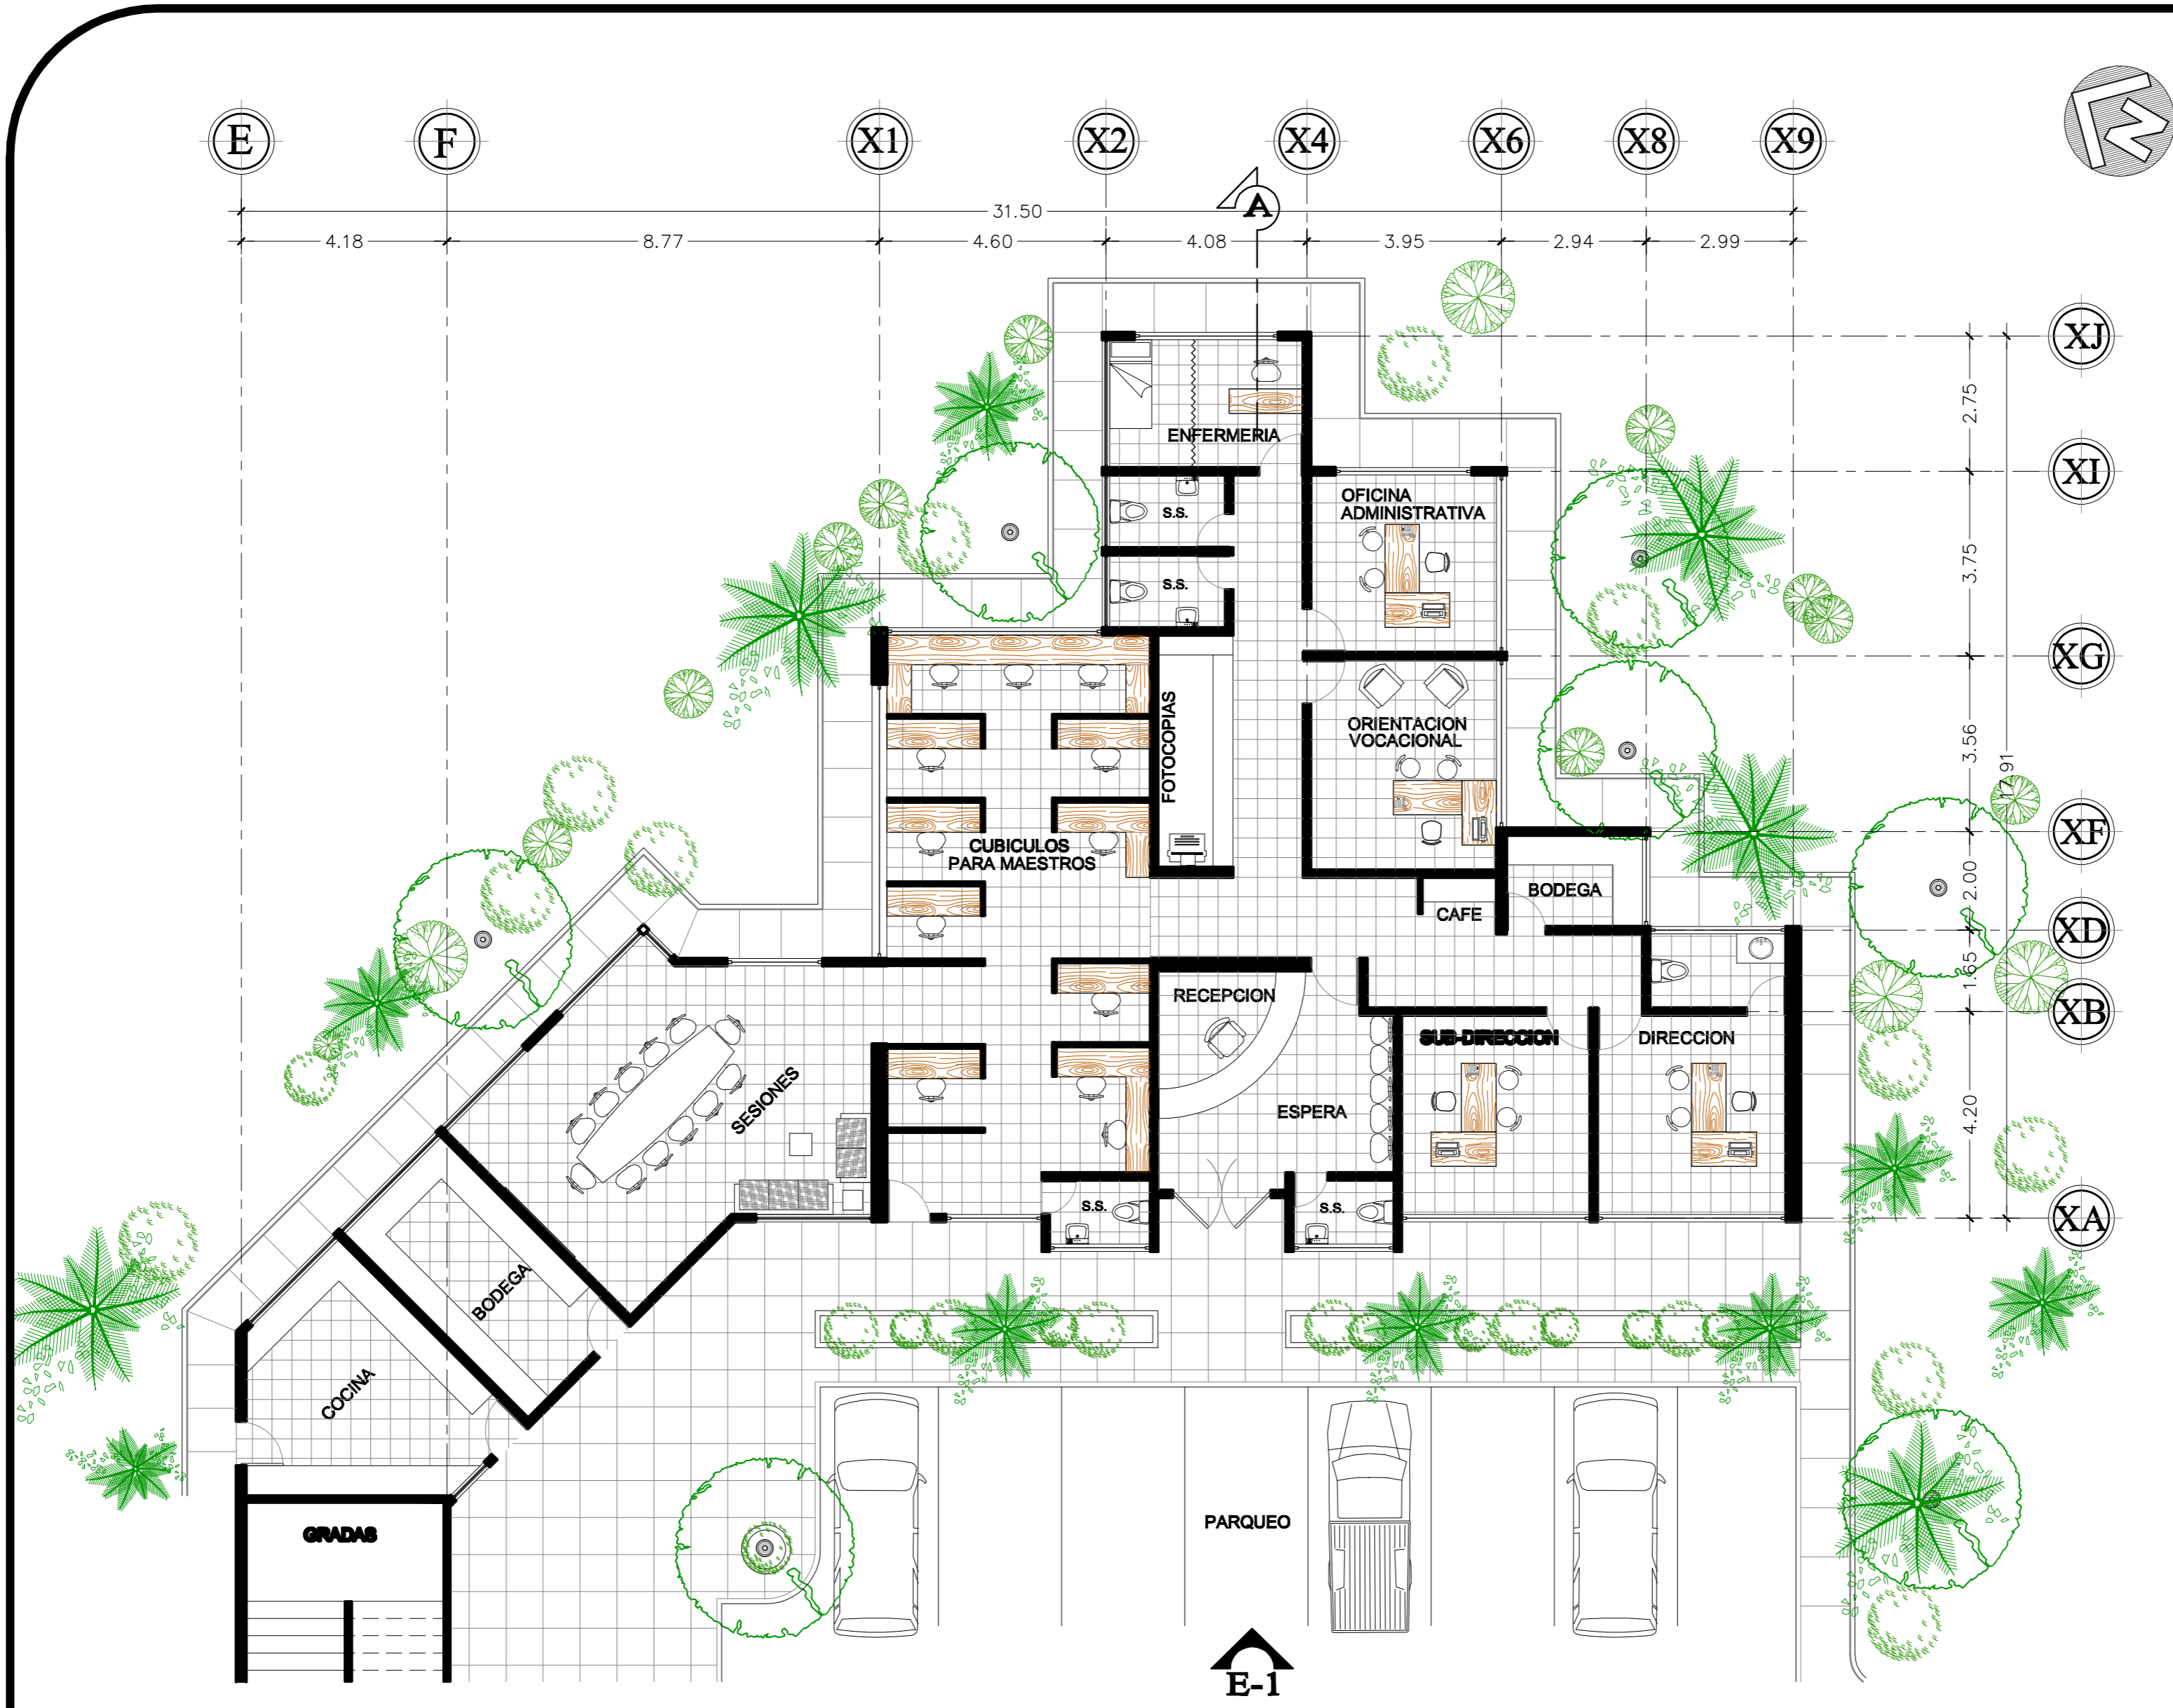 E
F
X1
X2
X4
X6
X8
X9
N
A
31.50
4.18
8.77
4.60
4.08
3.95
2.94
2.99
XJ
2.75
ENFERMERIA
XI
OFICINA
ADMINISTRATIVA
S.S.
3.75
S.S.
XG
FOTOCOPIAS
ORIENTACION
VOCACIONAL
3.56
17.91
XF
CUBICULOS
PARA MAESTROS
BODEGA
2.00
CAFE
XD
1.65
RECEPCION
XB
SUB-DIRECCION
DIRECCION
SESIONES
ESPERA
4.20
S.S.
S.S.
XA
BODEGA
COCINA
GRADAS
PARQUEO
E-1